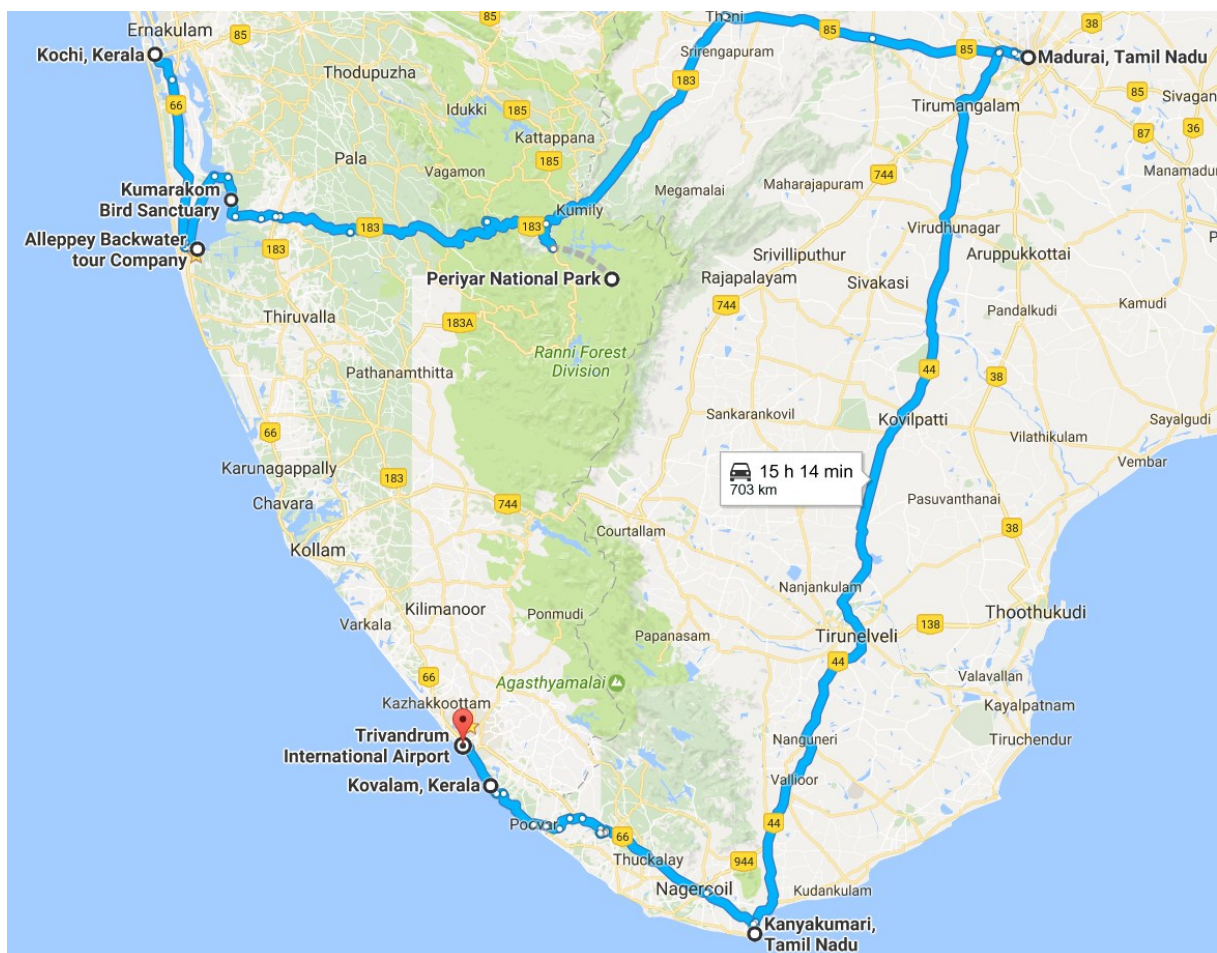 85
38
Ernakulam
85
Theni
Kochi, Kerala
85
Srirengapuram
85
85
Madurai, Tamil Nadu
Thodupuzha
183
66
Idukki
185
Tirumangalam
85
Sivagan
Kattappana
87
36
Pala
Vagamon
185
744
Kumarakom
Bird Sanctuary
Megamalai
Maharajapuram
Manamadur
Kumily
183
183
Virudhunagar
Alleppey Backwater
tour Company
183
Srivilliputhur
Aruppukkottai
P
Periyar National Park
Rajapalayam
Sivakasi
744
Pandalkudi
Kamudi
Thiruvalla
183A
Ranni Forest
Division
Pathanamthitta
44
38
Sankarankovil
Kovilpatti
Sayalgudi
66
Vilathikulam
Karunagappally
15 h 14 min
703 km
Vembar
183
Chavara
744
Pasuvanthanai
Courtallam
38
Kollam
Nanjankulam
Kilimanoor
Ponmudi
Thoothukudi
Varkala
Papanasam
Tirunelveli
138
44
66
Agasthyamalai
Valavallan
Kazhakkoottam
Kayalpatnam
Trivandrum
International Airport
Nanguneri
Tiruchendur
Kovalam, Kerala
Vallioor
Poovar
66
44
Thuckalay
944
Nagercoil
Kudankulam
Kanyakumari,
Tamil Nadu